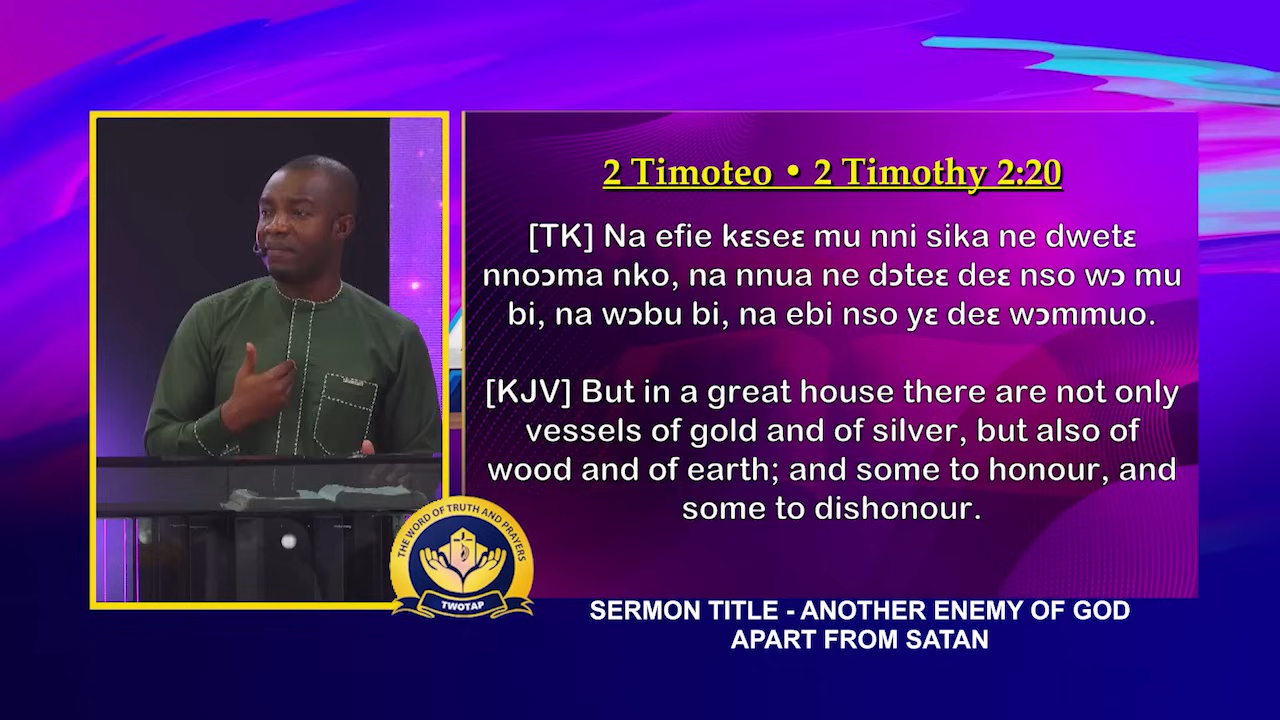 2 Timoteo • 2 Timothy 2:20
[TK] Na efie kɛseɛ mu nni sika ne dwetɛ
nnoɔma nko, na nnua ne dɔteɛ deɛ nso wɔ mu
bi, na wɔbu bi, na ebi nso yɛ deɛ wɔmmuo.
[KJV] But in a great house there are not only
vessels of gold and of silver, but also of
wood and of earth; and some to honour, and
some to dishonour.
THE WORD OF TRUTH AND PRAYERS
TWOTAP
SERMON TITLE - ANOTHER ENEMY OF GOD
APART FROM SATAN